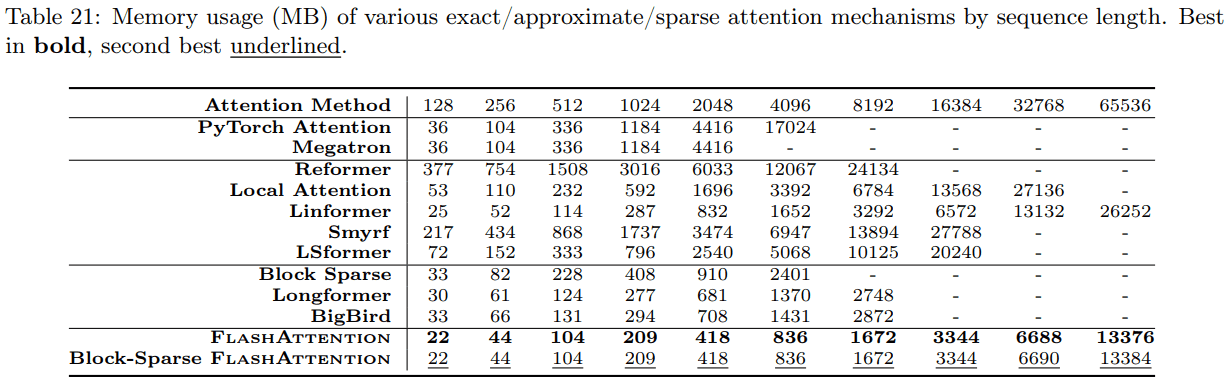 Table 21: Memory usage (MB) of various exact/approximate/sparse attention mechanisms by sequence length. Best
in bold, second best underlined.
Attention Method 128 256 512 1024 2048 4096 8192 16384 32768 65536
PyTorch Attention 36 104 336 1184 4416 17024 - - - -
Megatron 36 104 336 1184 4416 - - - - -
Reformer 377 754 1508 3016 6033 12067 24134 - - -
Local Attention 53 110 232 592 1696 3392 6784 13568 27136 -
Linformer 25 52 114 287 832 1652 3292 6572 13132 26252
Smyrf 217 434 868 1737 3474 6947 13894 27788 - -
LSformer 72 152 333 796 2540 5068 10125 20240 - -
Block Sparse 33 82 228 408 910 2401 - - - -
Longformer 30 61 124 277 681 1370 2748 - - -
BigBird 33 66 131 294 708 1431 2872 - - -
FlashAttention 22 44 104 209 418 836 1672 3344 6688 13376
Block-Sparse FlashAttention 22 44 104 209 418 836 1672 3344 6690 13384